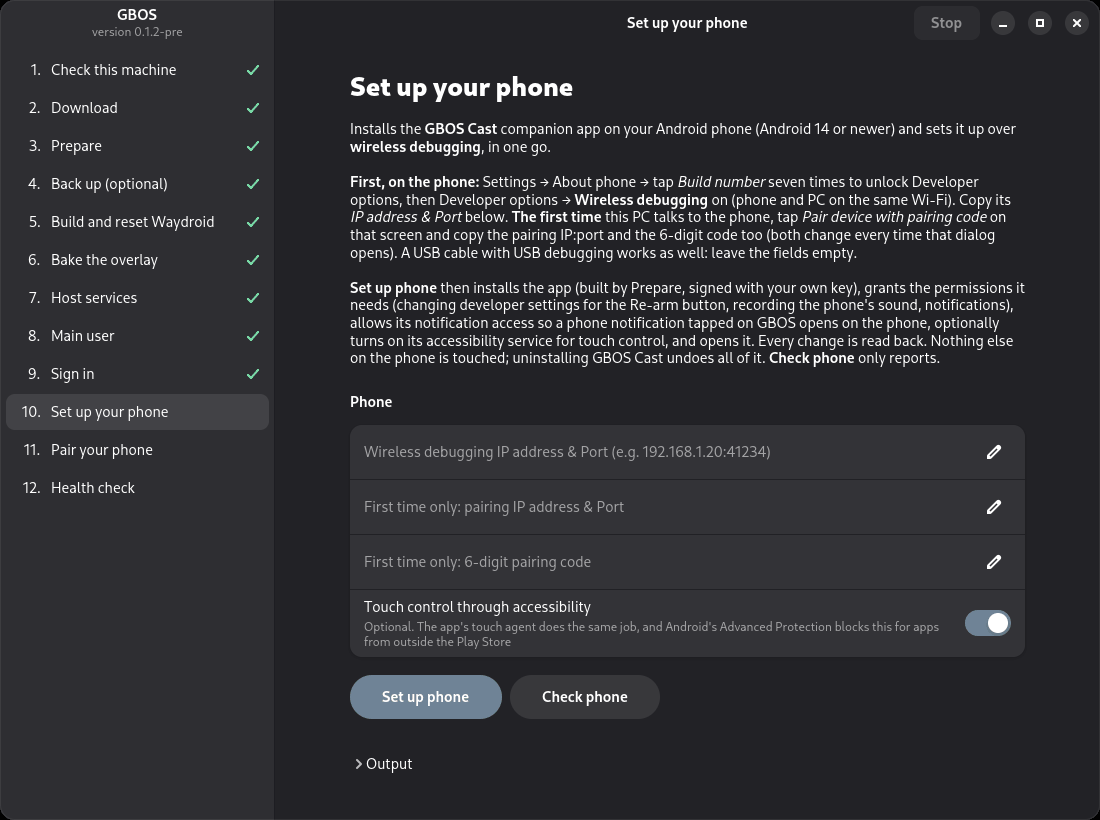 GBOS
version 0.1.2-pre
Set up your phone
Stop
1. Check this machine
2. Download
3. Prepare
4. Back up (optional)
5. Build and reset Waydroid
6. Bake the overlay
7. Host services
8. Main user
9. Sign in
10. Set up your phone
11. Pair your phone
12. Health check
Set up your phone
Installs the GBOS Cast companion app on your Android phone (Android 14 or newer) and sets it up over
wireless debugging, in one go.
First, on the phone: Settings → About phone → tap Build number seven times to unlock Developer
options, then Developer options → Wireless debugging on (phone and PC on the same Wi-Fi). Copy its
IP address & Port below. The first time this PC talks to the phone, tap Pair device with pairing code on
that screen and copy the pairing IP:port and the 6-digit code too (both change every time that dialog
opens). A USB cable with USB debugging works as well: leave the fields empty.
Set up phone then installs the app (built by Prepare, signed with your own key), grants the permissions it
needs (changing developer settings for the Re-arm button, recording the phone's sound, notifications),
allows its notification access so a phone notification tapped on GBOS opens on the phone, optionally
turns on its accessibility service for touch control, and opens it. Every change is read back. Nothing else
on the phone is touched; uninstalling GBOS Cast undoes all of it. Check phone only reports.
Phone
Wireless debugging IP address & Port (e.g. 192.168.1.20:41234)
First time only: pairing IP address & Port
First time only: 6-digit pairing code
Touch control through accessibility
Optional. The app's touch agent does the same job, and Android's Advanced Protection blocks this for apps
from outside the Play Store
Set up phone
Check phone
Output